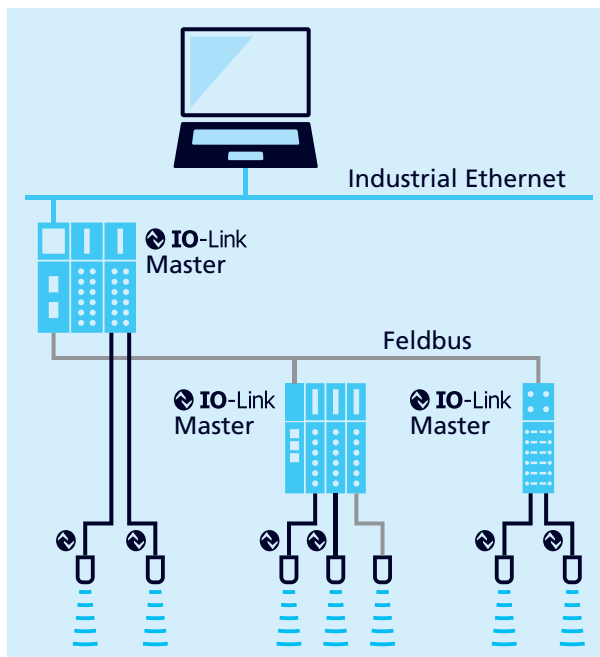 Industrial Ethernet
IO-Link
Master
Feldbus
IO-Link
Master
IO-Link
Master